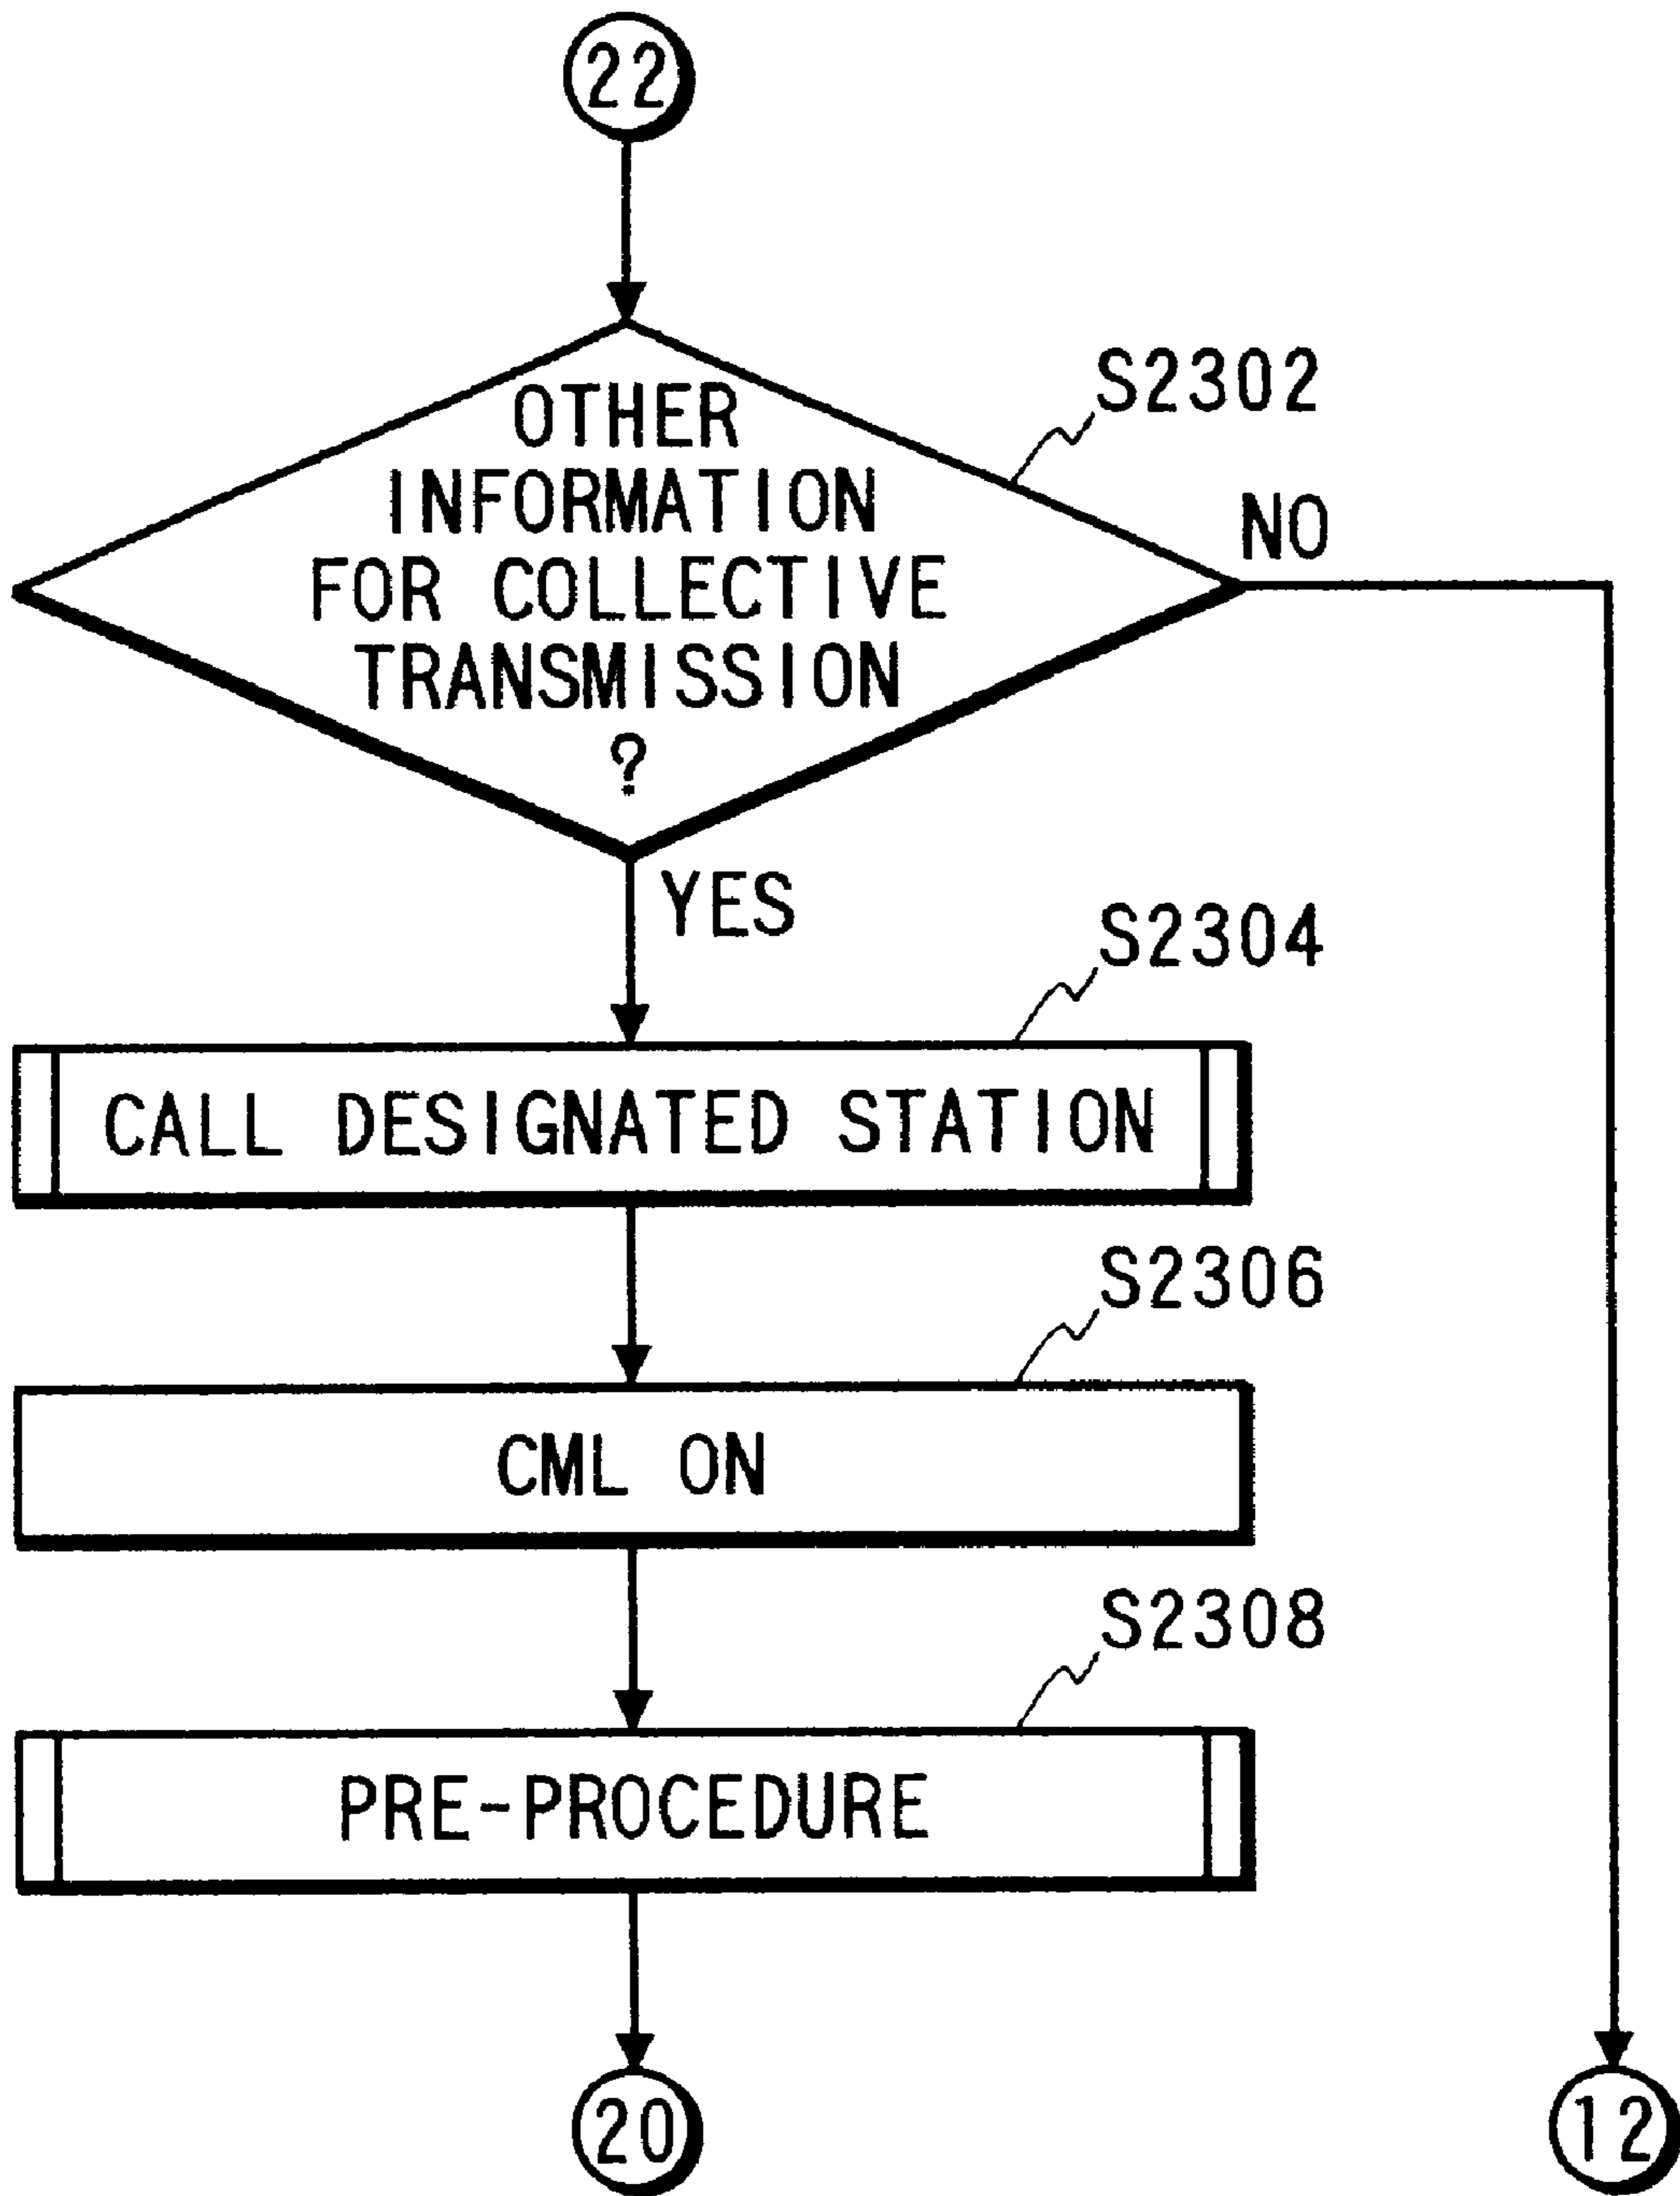 22
S2302
OTHER
INFORMATION
FOR COLLECTIVE
TRANSMISSION
?
NO
YES
S2304
CALL DESIGNATED STATION
S2306
CML ON
S2308
PRE-PROCEDURE
20
12